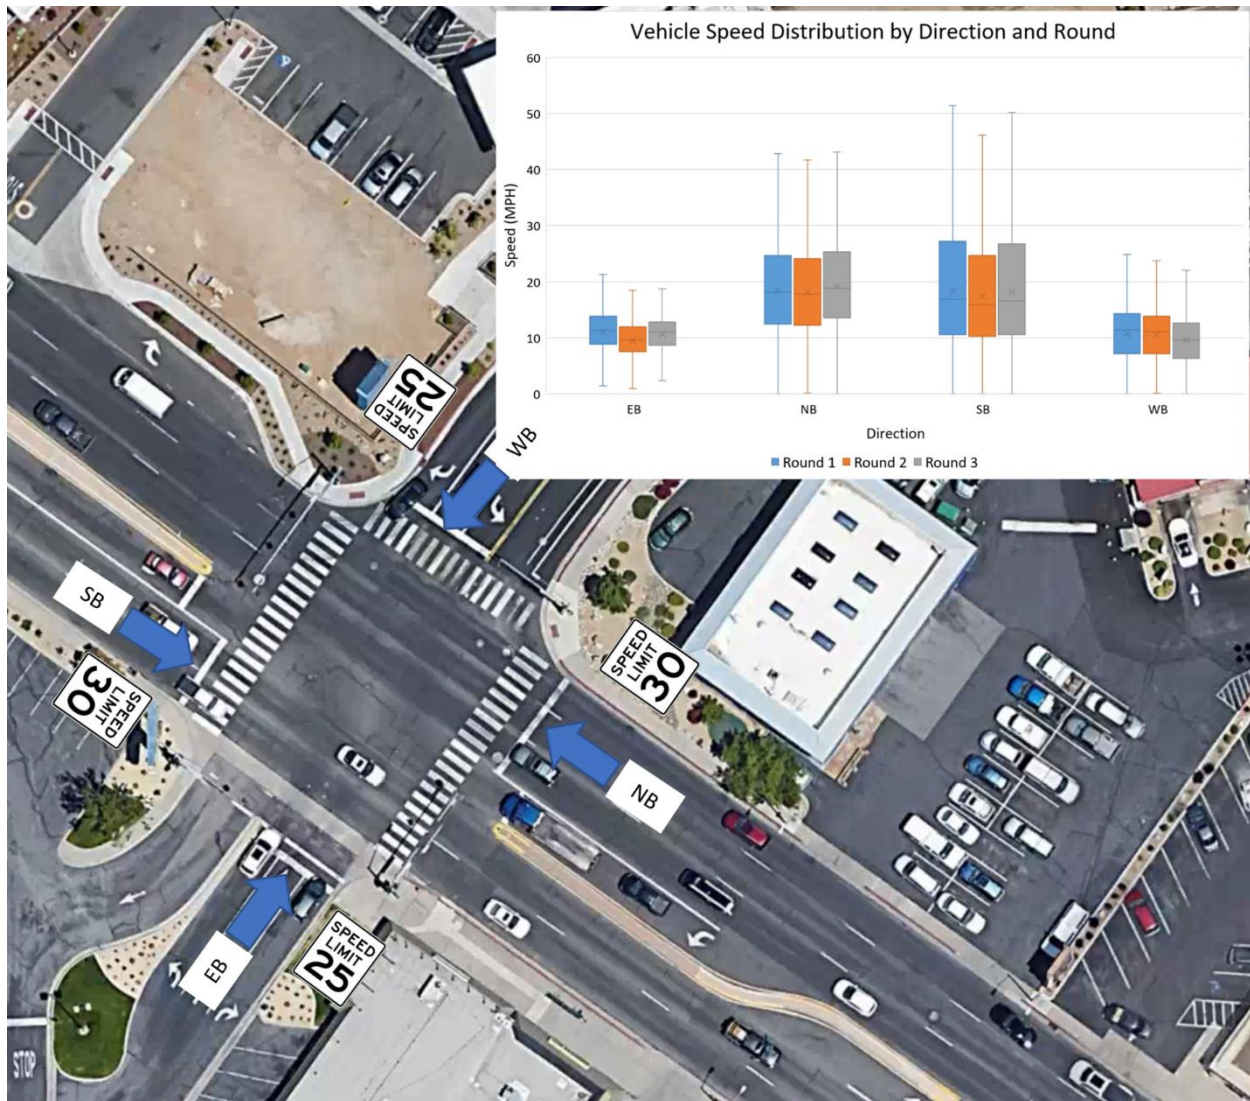 Vehicle Speed Distribution by Direction and Round
60
50
40
30
20
10
0
Speed (MPH)
EB
NB
SB
WB
Direction
Round 1
Round 2
Round 3
SPEED
LIMIT
25
WB
SB
SPEED
LIMIT
30
SPEED
LIMIT
30
NB
EB
SPEED
LIMIT
25
STOP